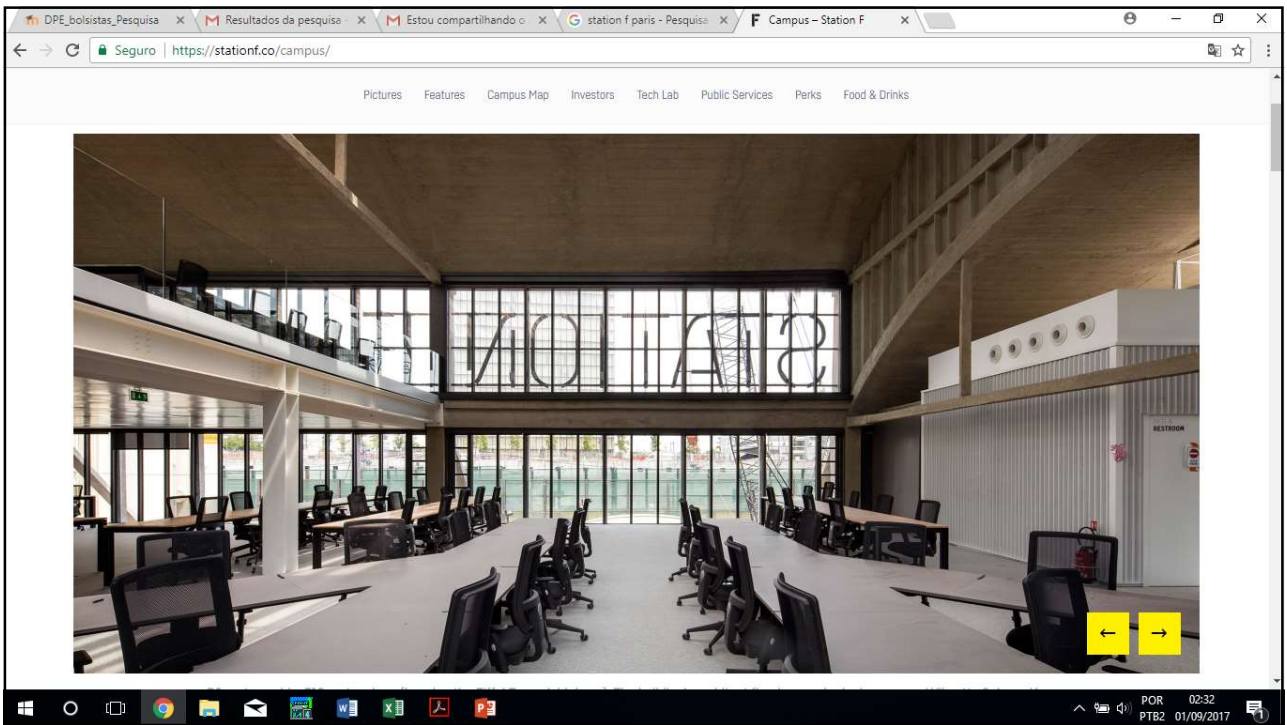 DPE_bolsistas_Pesquisa
Resultados da pesquisa -
Estou compartilhando o
station f paris - Pesquisa
Campus – Station F
Seguro | https://stationf.co/campus/
Pictures Features Campus Map Investors Tech Lab Public Services Perks Food & Drinks
STATION
RESTROOM
← →
POR 02:32
PTB2 01/09/2017